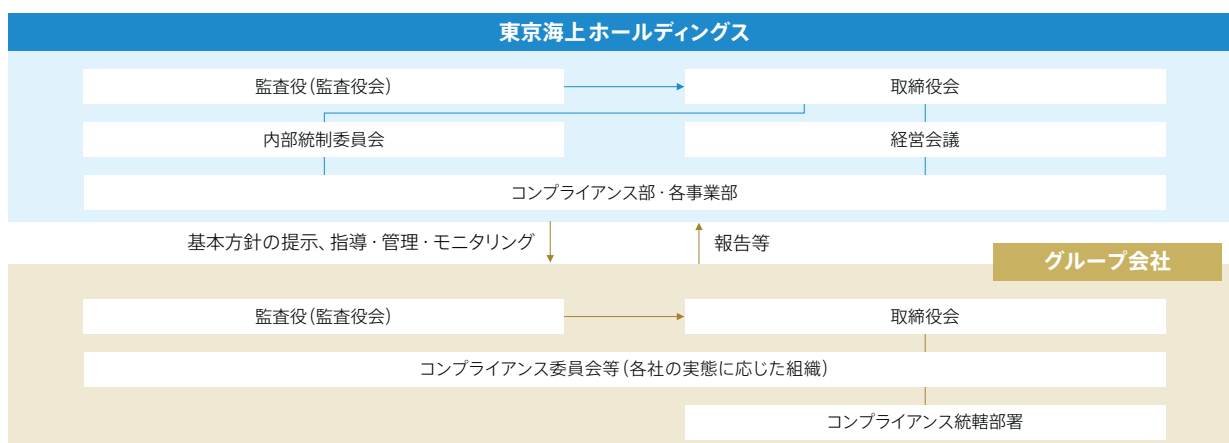 東京海上ホールディングス
監査役(監査役会)
取締役会
内部統制委員会
経営会議
コンプライアンス部・各事業部
基本方針の提示、指導・管理・モニタリング
報告等
グループ会社
監査役(監査役会)
取締役会
コンプライアンス委員会等(各社の実態に応じた組織)
コンプライアンス統轄部署